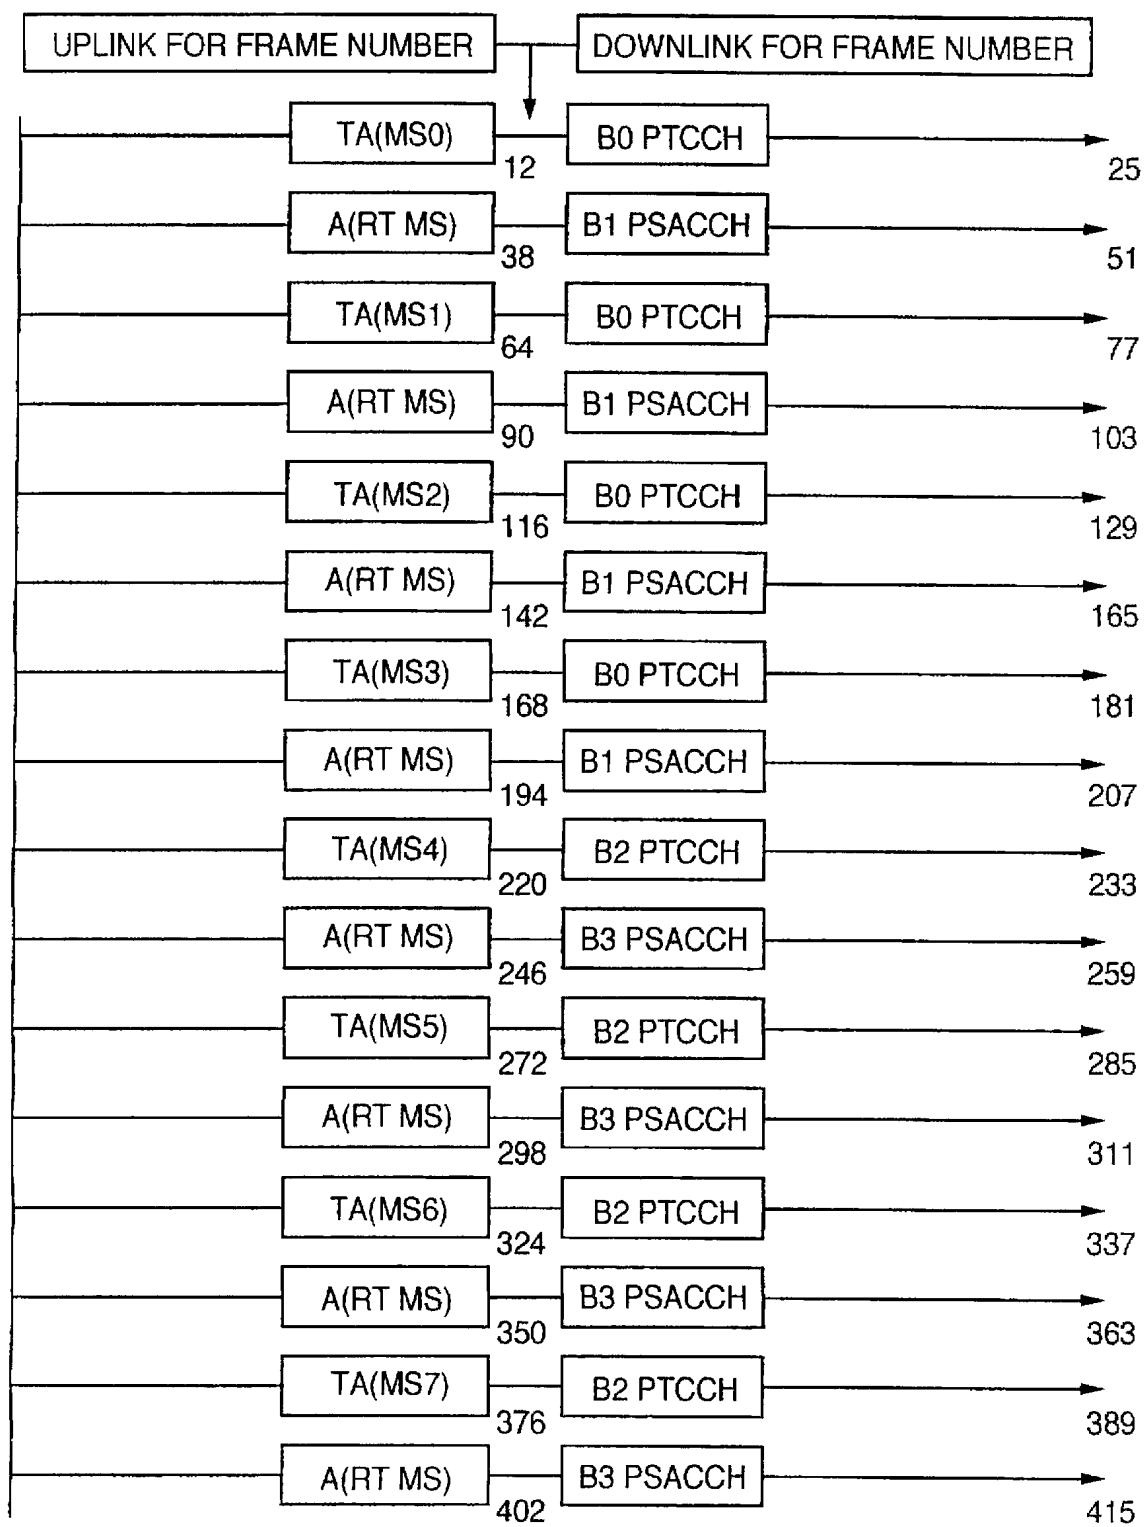 UPLINK FOR FRAME NUMBER DOWNLINK FOR FRAME NUMBER
TA(MS0) 12 B0 PTCCH 25
A(RT MS) 38 B1 PSACCH 51
TA(MS1) 64 B0 PTCCH 77
A(RT MS) 90 B1 PSACCH 103
TA(MS2) 116 B0 PTCCH 129
A(RT MS) 142 B1 PSACCH 165
TA(MS3) 168 B0 PTCCH 181
A(RT MS) 194 B1 PSACCH 207
TA(MS4) 220 B2 PTCCH 233
A(RT MS) 246 B3 PSACCH 259
TA(MS5) 272 B2 PTCCH 285
A(RT MS) 298 B3 PSACCH 311
TA(MS6) 324 B2 PTCCH 337
A(RT MS) 350 B3 PSACCH 363
TA(MS7) 376 B2 PTCCH 389
A(RT MS) 402 B3 PSACCH 415